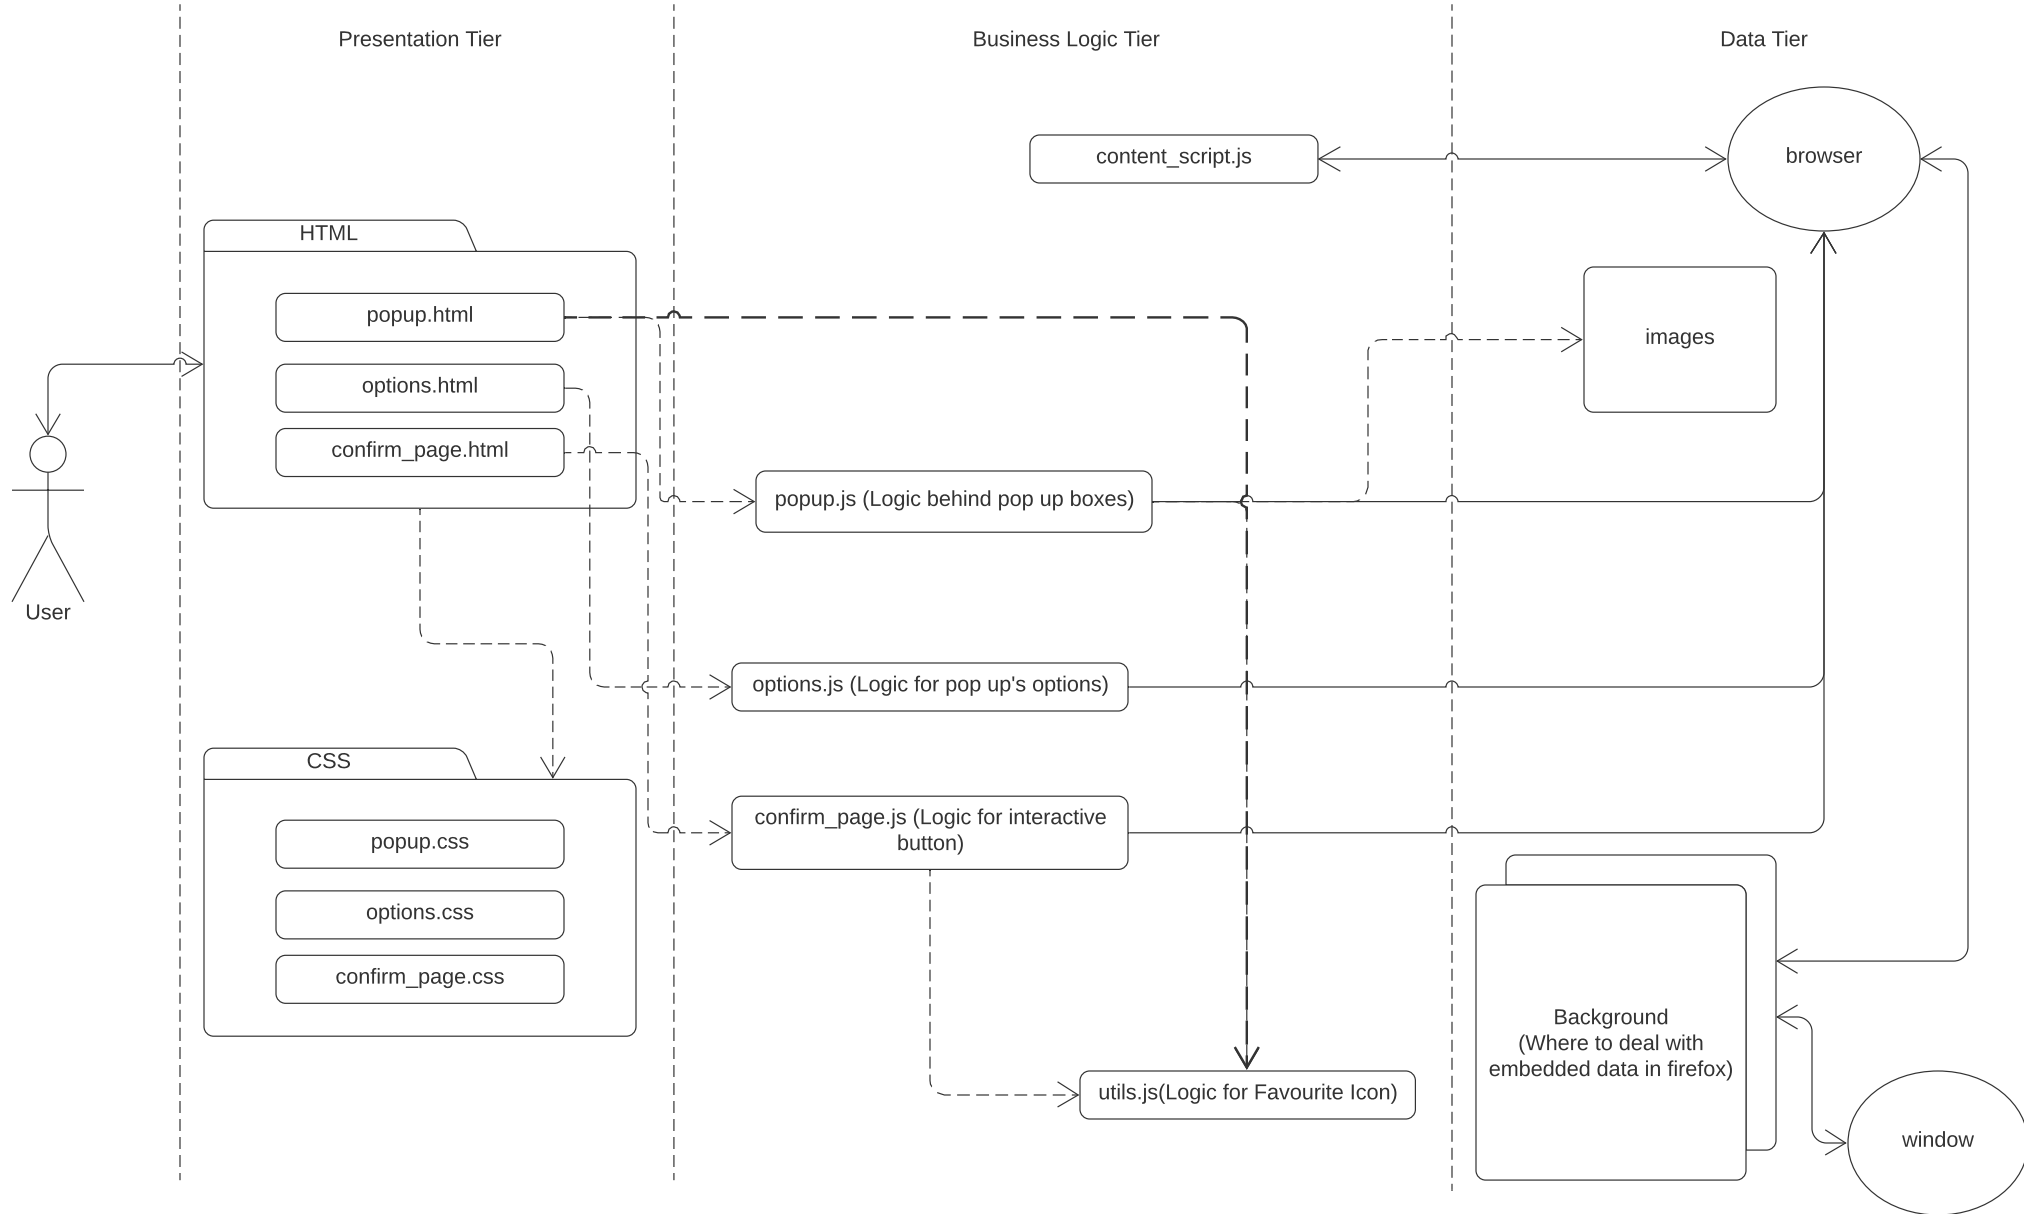 Presentation Tier
Business Logic Tier
Data Tier
content_script.js
browser
HTML
popup.html
options.html
confirm_page.html
images
popup.js (Logic behind pop up boxes)
User
options.js (Logic for pop up's options)
CSS
popup.css
options.css
confirm_page.css
confirm_page.js (Logic for interactive
button)
utils.js(Logic for Favourite Icon)
Background
(Where to deal with
embedded data in firefox)
window